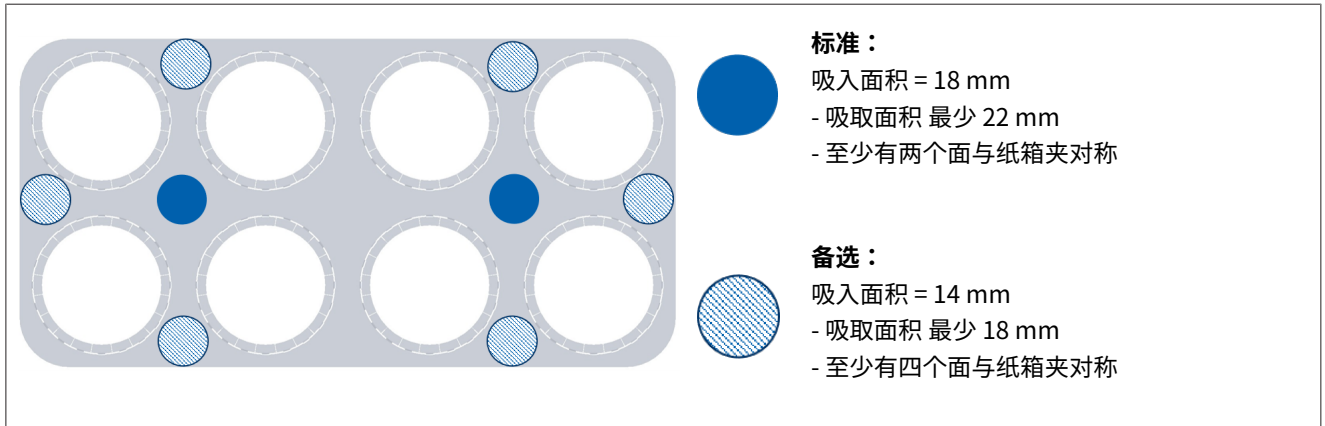 标准：
吸入面积 = 18 mm
- 吸取面积 最少 22 mm
- 至少有两个面与纸箱夹对称
备选：
吸入面积 = 14 mm
- 吸取面积 最少 18 mm
- 至少有四个面与纸箱夹对称